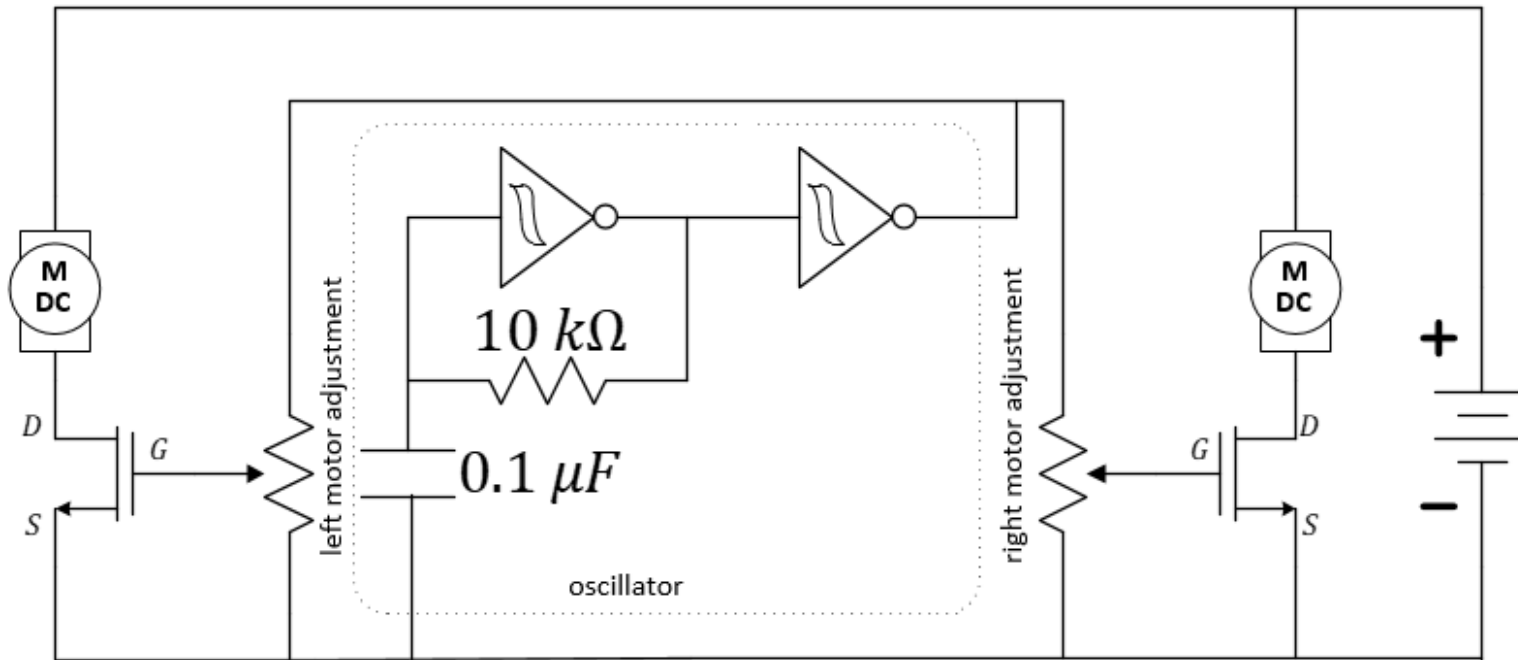 M
DC
D
G
S
left motor adjustment
10 kΩ
0.1 μF
oscillator
right motor adjustment
M
DC
G
D
S
+
−